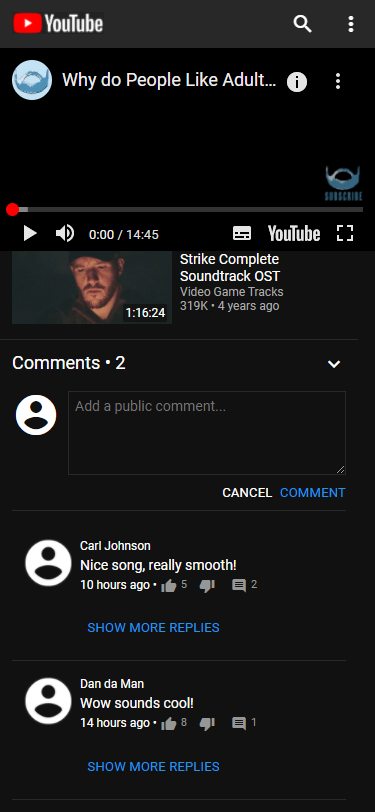 YouTube
Why do People Like Adult...
SUBSCRIBE
0:00 / 14:45
YouTube
1:16:24
Strike Complete
Soundtrack OST
Video Game Tracks
319K • 4 years ago
Comments • 2
Add a public comment...
CANCEL COMMENT
Carl Johnson
Nice song, really smooth!
10 hours ago • 5 2
SHOW MORE REPLIES
Dan da Man
Wow sounds cool!
14 hours ago • 8 1
SHOW MORE REPLIES